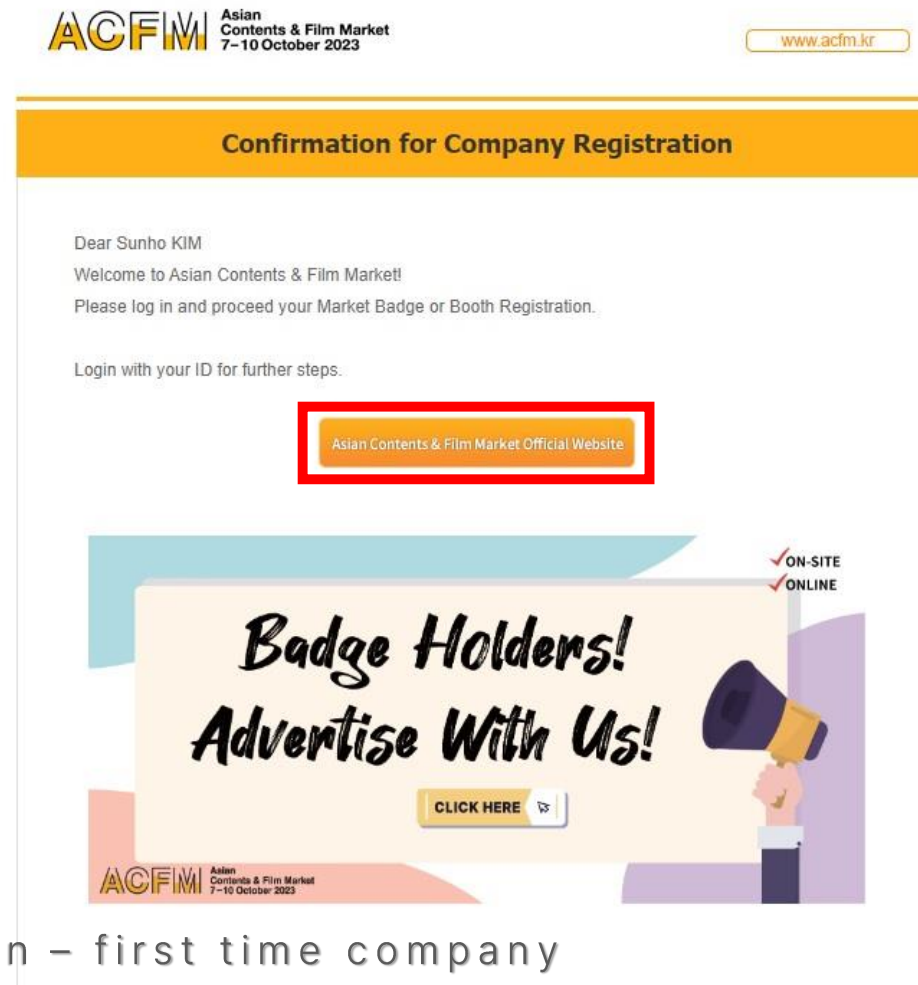 ACFM Asian
Contents & Film Market
7–10 October 2023
www.acfm.kr
Confirmation for Company Registration
Dear Sunho KIM
Welcome to Asian Contents & Film Market!
Please log in and proceed your Market Badge or Booth Registration.
Login with your ID for further steps.
Asian Contents & Film Market Official Website
ON-SITE
ONLINE
Badge Holders!
Advertise With Us!
CLICK HERE
ACFM Asian
Contents & Film Market
7–10 October 2023
n – first time company